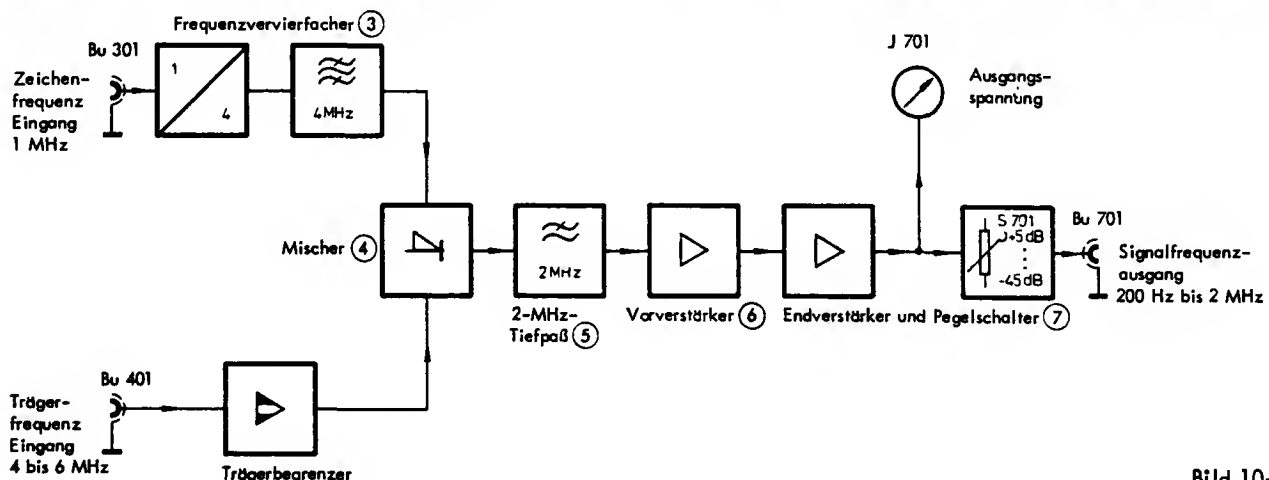 Frequenzvervierfacher 3
Bu 301
J 701
Zeichen-
frequenz
Eingang
1 MHz
1
4
4MHz
Ausgangs-
spannung
Mischer 4
2MHz
2-MHz-
Tiefpaß 5
Vorverstärker 6
Endverstärker und Pegelschalter 7
S 701
+5dB
-45dB
Bu 701
Signalfrequenz-
ausgang
200 Hz bis 2 MHz
Bu 401
Träger-
frequenz
Eingang
4 bis 6 MHz
Trägerbegrenzer
Bild 10-